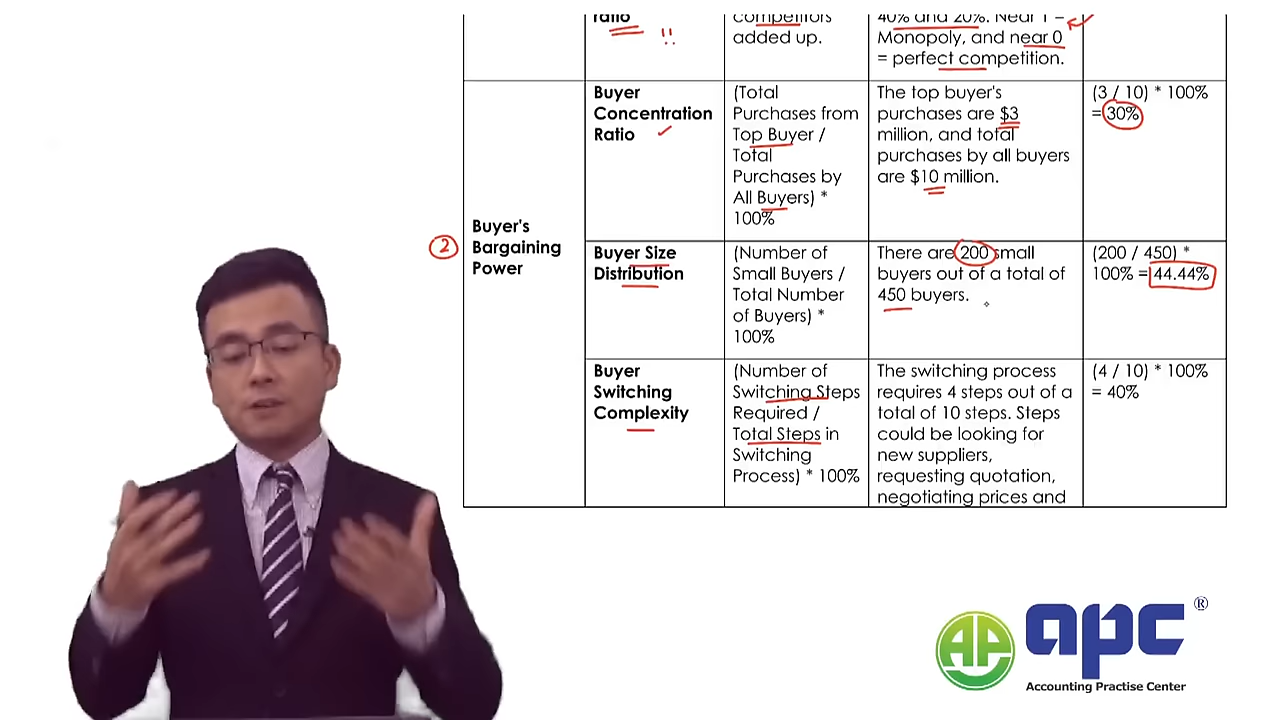 ratio
!!
competitors
added up.
40% and 20%. Near 1 =
Monopoly, and near 0
= perfect competition.
2
Buyer's
Bargaining
Power
Buyer
Concentration
Ratio
(Total
Purchases from
Top Buyer /
Total
Purchases by
All Buyers) *
100%
The top buyer's
purchases are $3
million, and total
purchases by all buyers
are $10 million.
(3 / 10) * 100%
= 30%
Buyer Size
Distribution
(Number of
Small Buyers /
Total Number
of Buyers) *
100%
There are 200 small
buyers out of a total of
450 buyers.
(200 / 450) *
100% = 44.44%
Buyer
Switching
Complexity
(Number of
Switching Steps
Required /
Total Steps in
Switching
Process) * 100%
The switching process
requires 4 steps out of a
total of 10 steps. Steps
could be looking for
new suppliers,
requesting quotation,
negotiating prices and
(4 / 10) * 100%
= 40%
AP apc ®
Accounting Practise Center